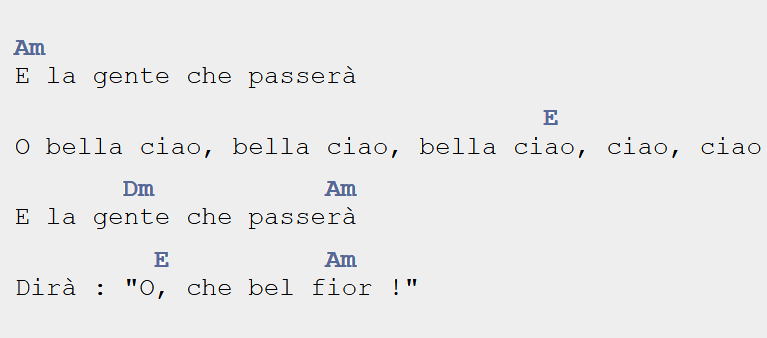 Am
E la gente che passerà
E
O bella ciao, bella ciao, bella ciao, ciao, ciao
Dm Am
E la gente che passerà
E Am
Dirà : "O, che bel fior !"